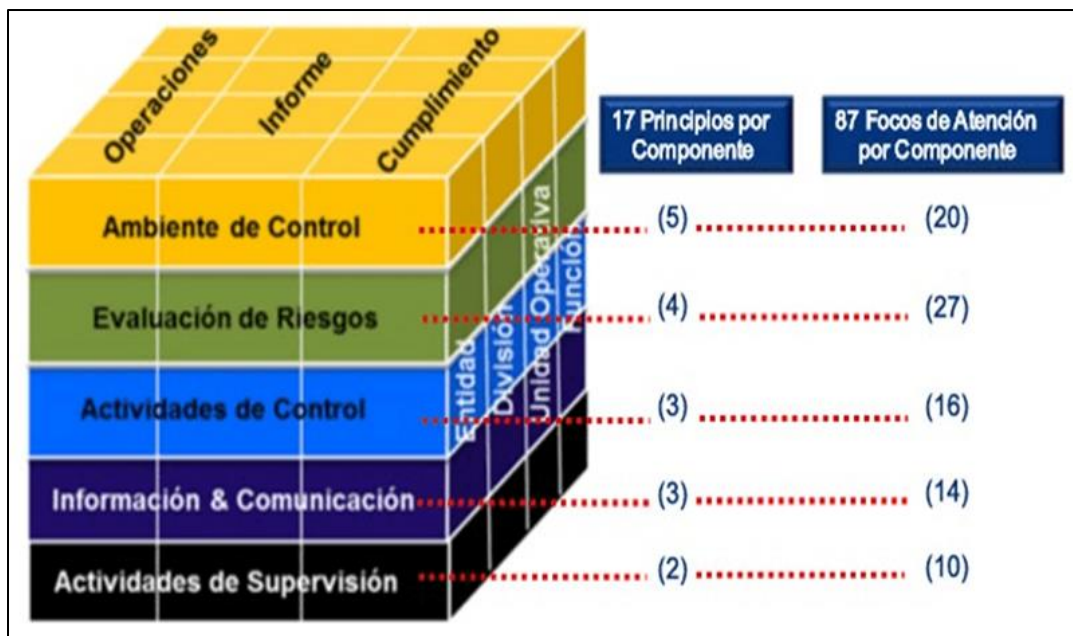 Operaciones
Informe
Cumplimiento
17 Principios por
Componente
87 Focos de Atención
por Componente
Ambiente de Control
(5)
(20)
Evaluación de Riesgos
(4)
(27)
Actividades de Control
(3)
(16)
Información & Comunicación
(3)
(14)
Actividades de Supervisión
(2)
(10)
Entidad
División
Unidad Operativa
Función